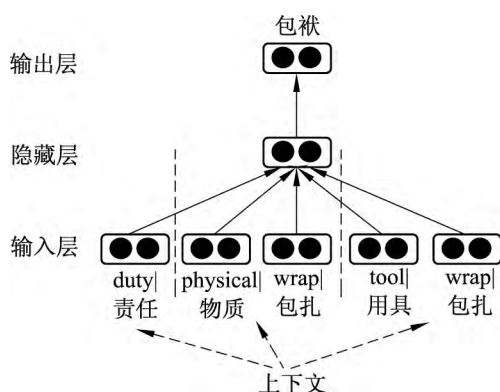 包袱
输出层
隐藏层
输入层
duty| physical| wrap| tool| wrap|
责任 物质 包扎 用具 包扎
上下文